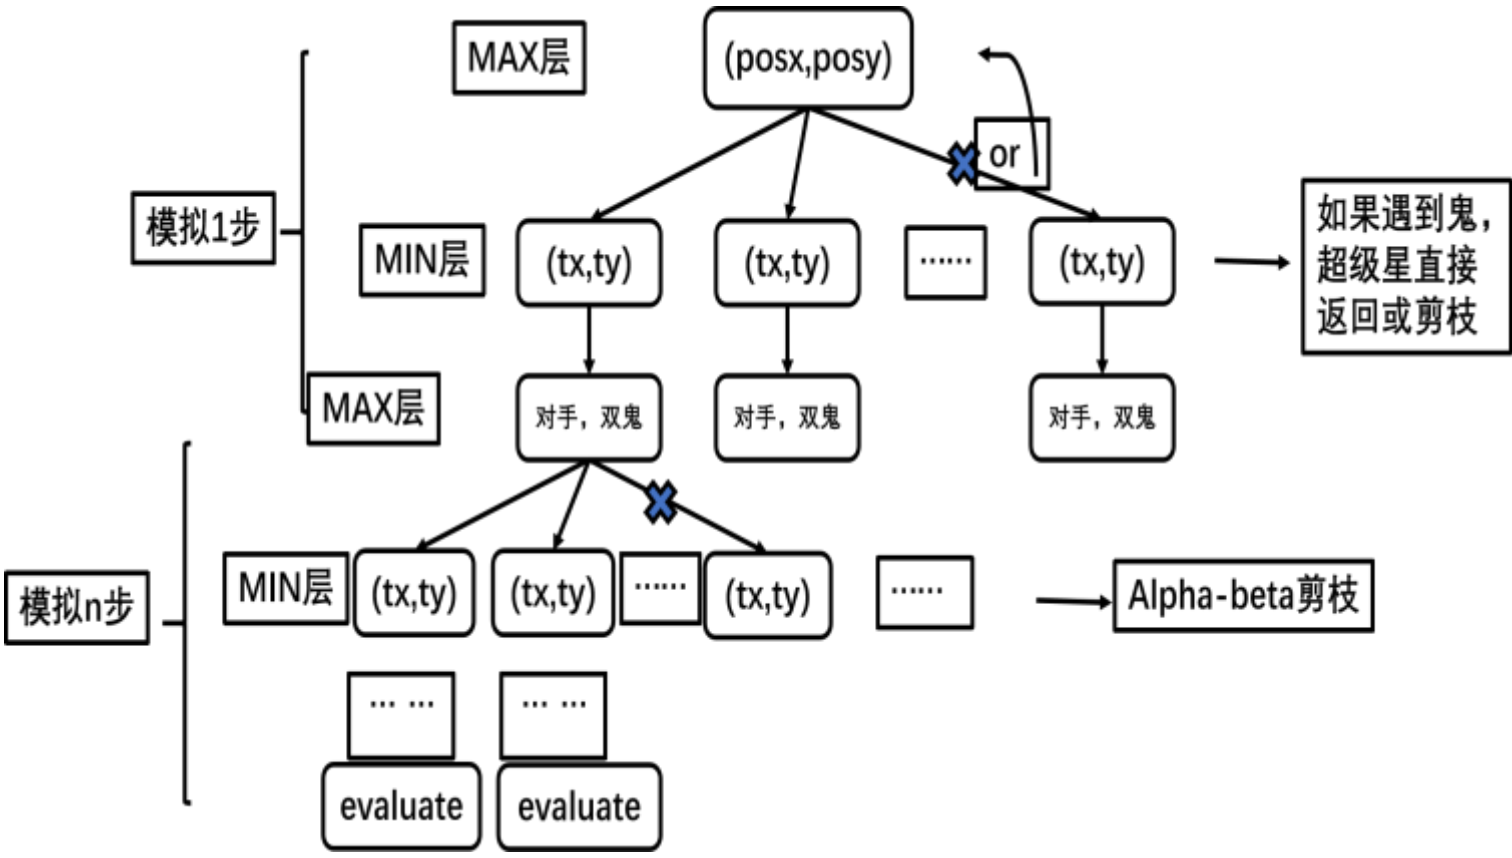 MAX层
(posx,posy)
or
模拟1步
MIN层
(tx,ty)
(tx,ty)
……
(tx,ty)
如果遇到鬼，
超级星直接
返回或剪枝
MAX层
对手，双鬼
对手，双鬼
对手，双鬼
模拟n步
MIN层
(tx,ty)
(tx,ty)
……
(tx,ty)
……
Alpha-beta剪枝
… …
… …
evaluate
evaluate